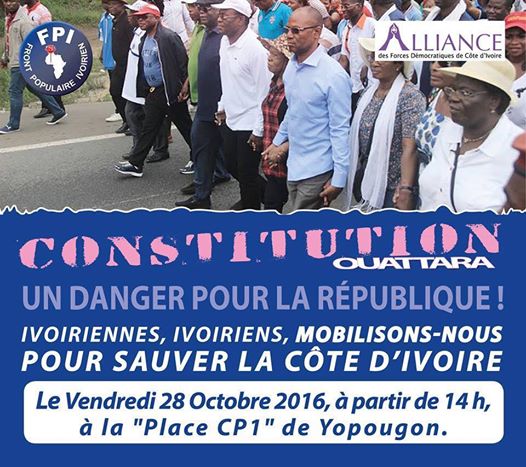 FPI
FRONT POPULAIRE IVOIRIEN
ALLIANCE
des Forces Démocratiques de Côte d'Ivoire
CONSTITUTION
OUATTARA
UN DANGER POUR LA RÉPUBLIQUE !
IVOIRIENNES, IVOIRIENS, MOBILISONS-NOUS
POUR SAUVER LA CÔTE D'IVOIRE
Le Vendredi 28 Octobre 2016, à partir de 14 h,
à la "Place CP1" de Yopougon.